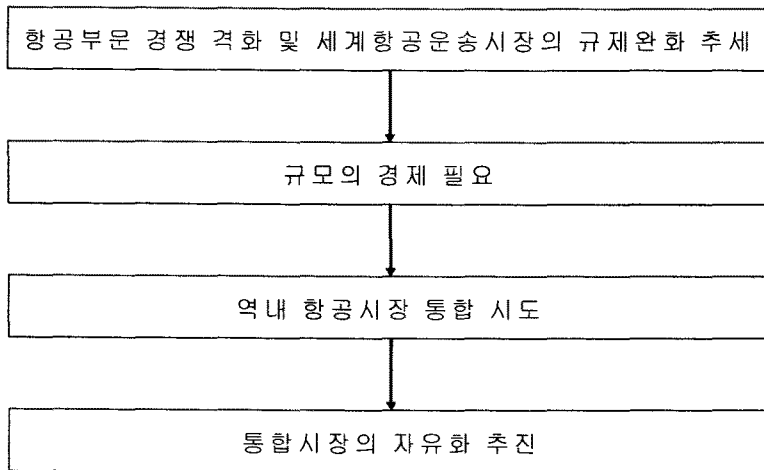 항공부문 경쟁 격화 및 세계항공운송시장의 규제완화 추세
규모의 경제 필요
역내 항공시장 통합 시도
통합시장의 자유화 추진